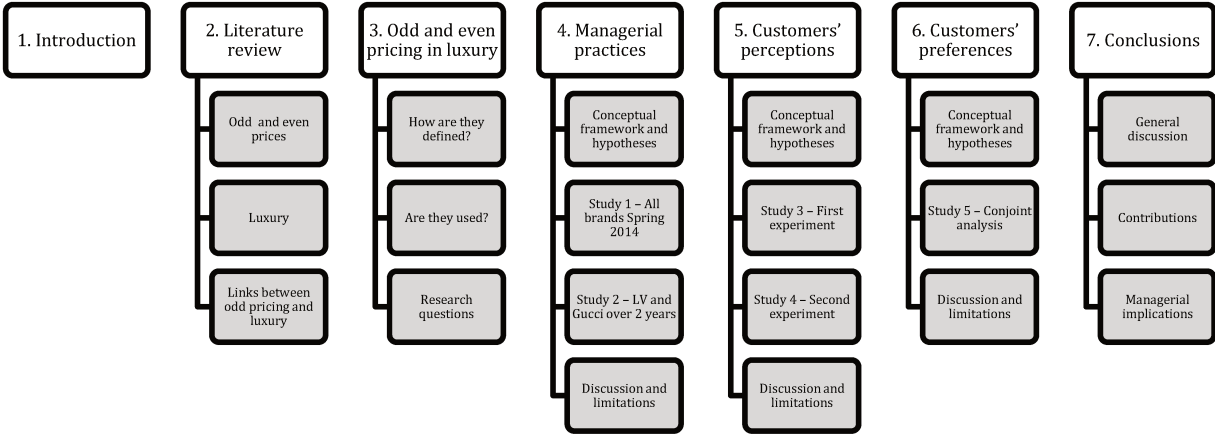 1. Introduction
2. Literature
review
Odd and even
prices
Luxury
Links between
odd pricing and
luxury
3. Odd and even
pricing in luxury
How are they
defined?
Are they used?
Research
questions
4. Managerial
practices
Conceptual
framework and
hypotheses
Study 1 – All
brands Spring
2014
Study 2 – LV and
Gucci over 2 years
Discussion and
limitations
5. Customers’
perceptions
Conceptual
framework and
hypotheses
Study 3 – First
experiment
Study 4 – Second
experiment
Discussion and
limitations
6. Customers’
preferences
Conceptual
framework and
hypotheses
Study 5 – Conjoint
analysis
Discussion and
limitations
7. Conclusions
General
discussion
Contributions
Managerial
implications